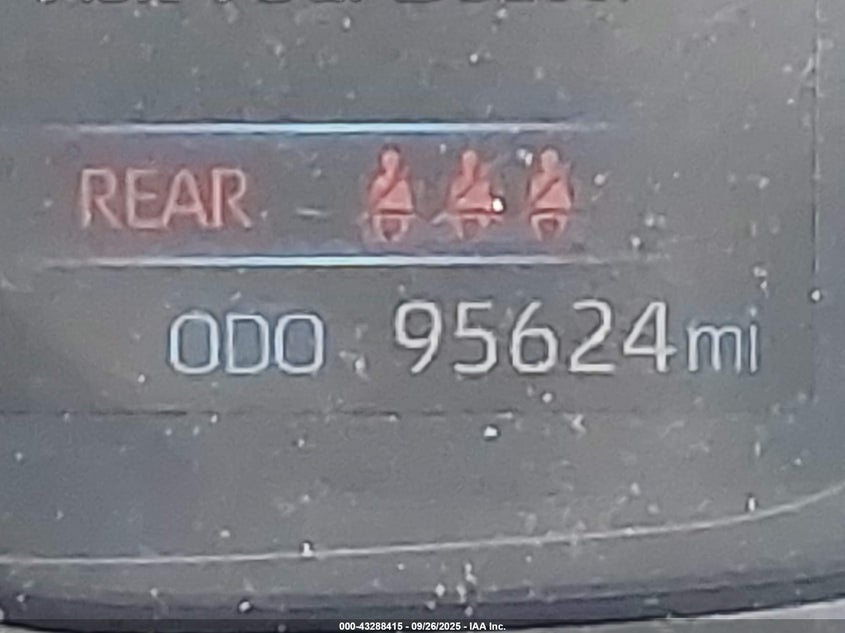 REAR
ODO 95624mi
000-43288415 - 09/26/2025 - IAA Inc.